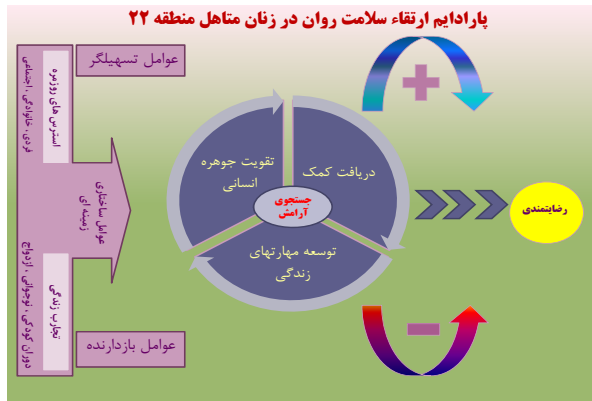 پارادایم ارتقاء سلامت روان در زنان متاهل منطقه ۲۲
عوامل تسهیلگر
استرس های روزمره
فردی ، خانوادگی ، اجتماعی
عوامل ساختاری
زمینه ای
تجارب زندگی
دوران کودکی ، نوجوانی ، ازدواج
عوامل بازدارنده
دریافت کمک
تقویت جوهره
انسانی
جستجوی
آرامش
توسعه مهارتهای
زندگی
رضایتمندی